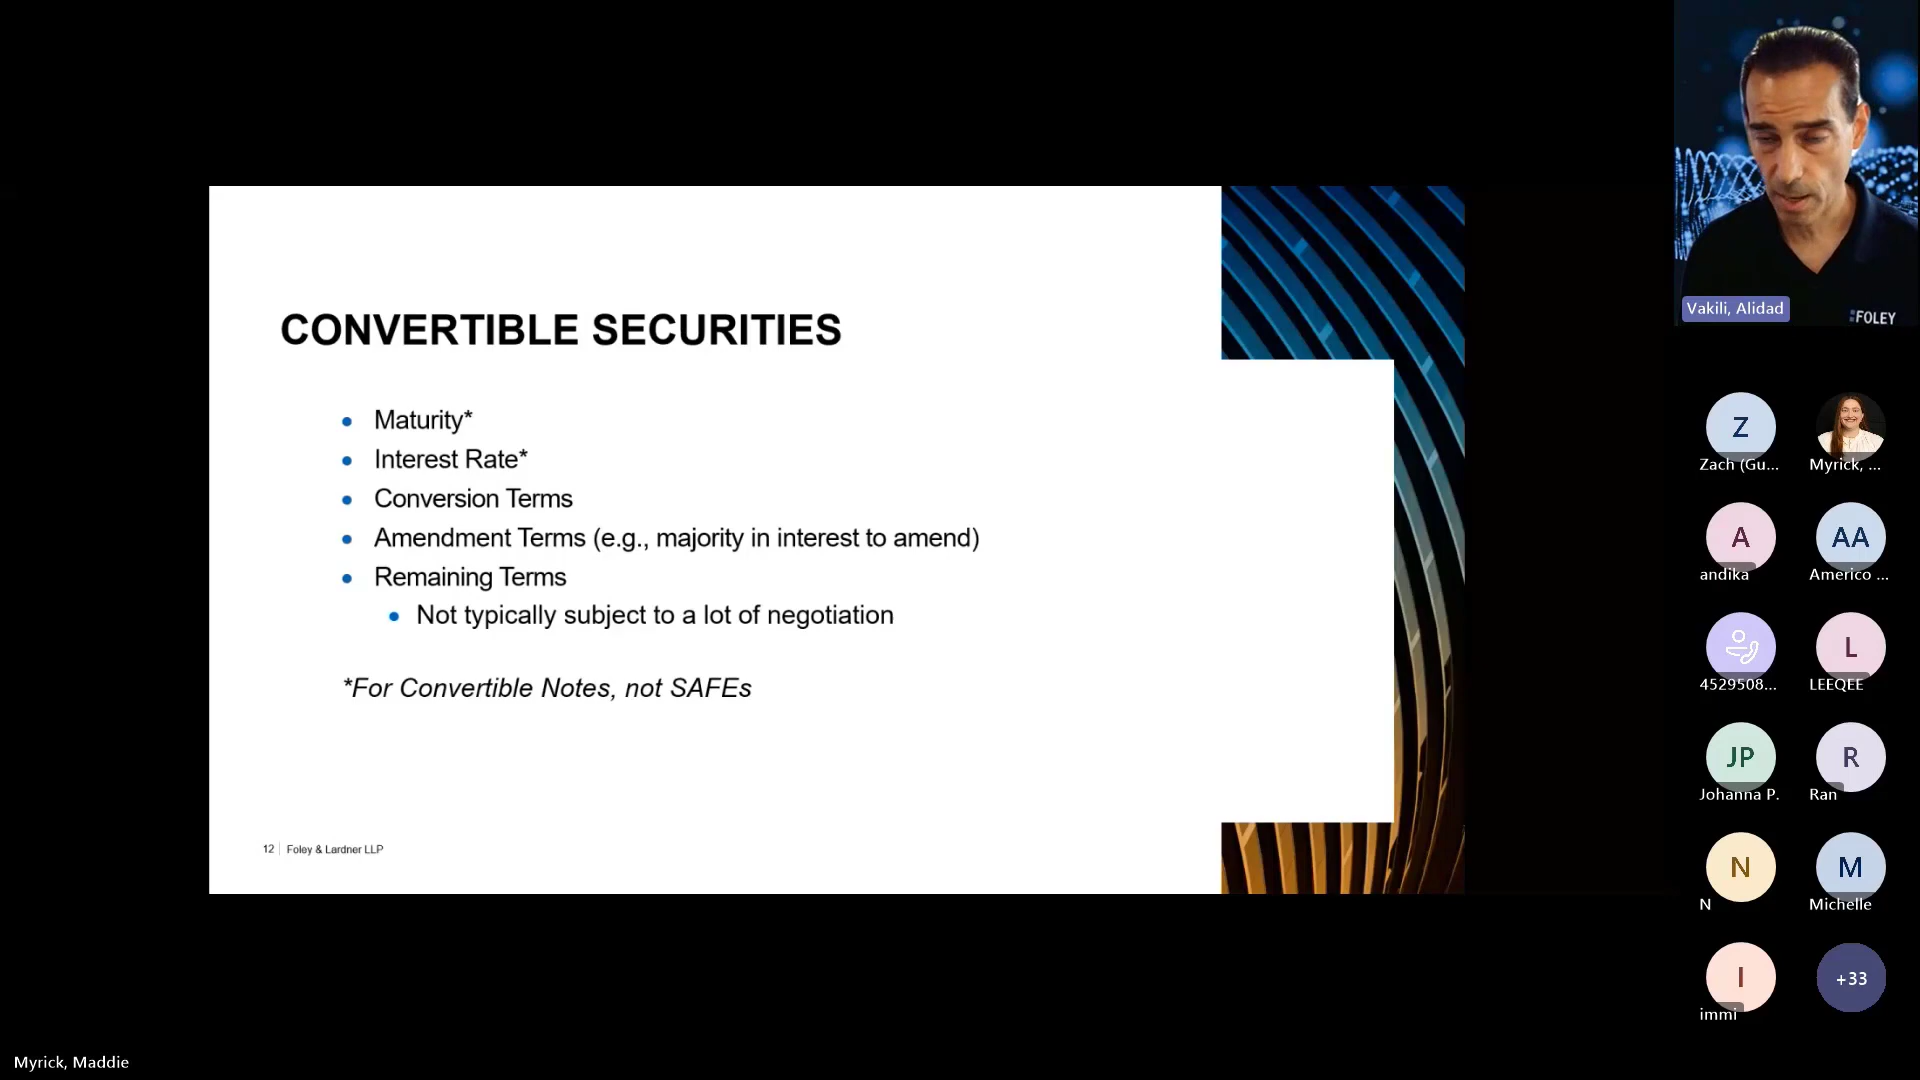 CONVERTIBLE SECURITIES
• Maturity*
• Interest Rate*
• Conversion Terms
• Amendment Terms (e.g., majority in interest to amend)
• Remaining Terms
• Not typically subject to a lot of negotiation
*For Convertible Notes, not SAFEs
12 | Foley & Lardner LLP
Vakili, Alidad
:FOLEY
Z
Zach (Gu...
Myrick, ...
A
andika
AA
Americo ...
4529508...
L
LEEQEE
JP
Johanna P.
R
Ran
N
N
M
Michelle
I
immi
+33
Myrick, Maddie